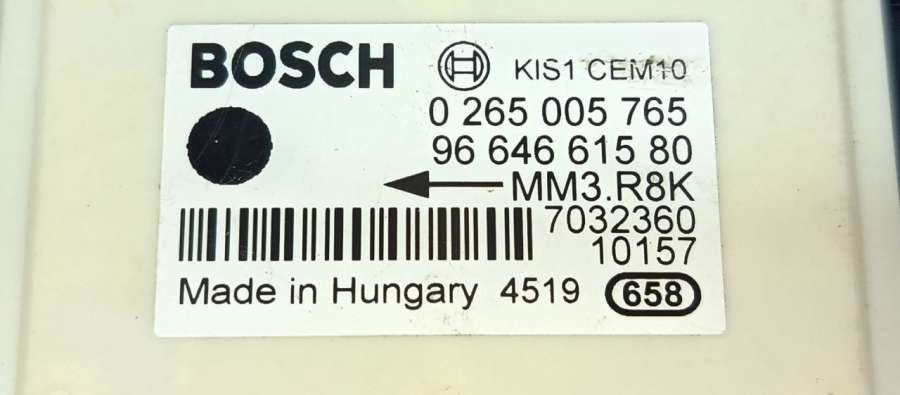 BOSCH KIS1 CEM10
0 265 005 765
96 646 615 80
MM3.R8K
7032360
10157
Made in Hungary 4519 658